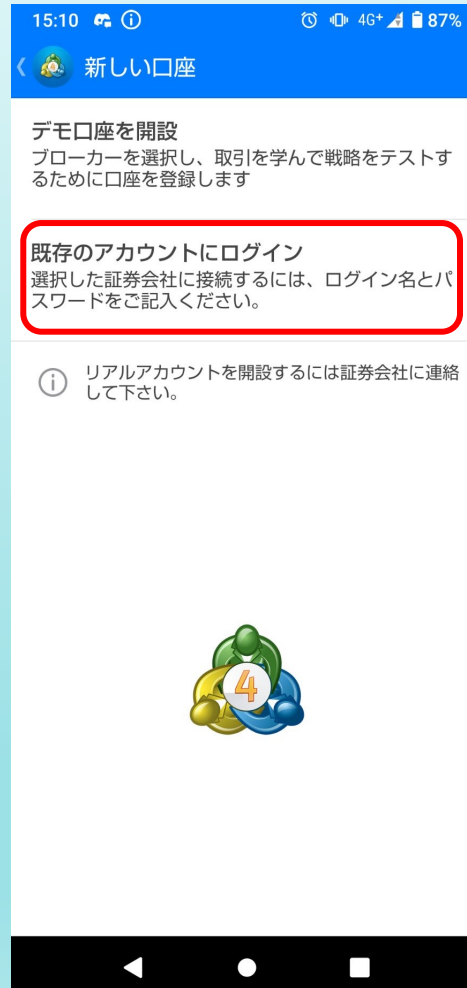 15:10 4G+ 87%
新しい口座
デモ口座を開設
ブローカーを選択し、取引を学んで戦略をテストす
るために口座を登録します
既存のアカウントにログイン
選択した証券会社に接続するには、ログイン名とパ
スワードをご記入ください。
リアルアカウントを開設するには証券会社に連絡
して下さい。
4